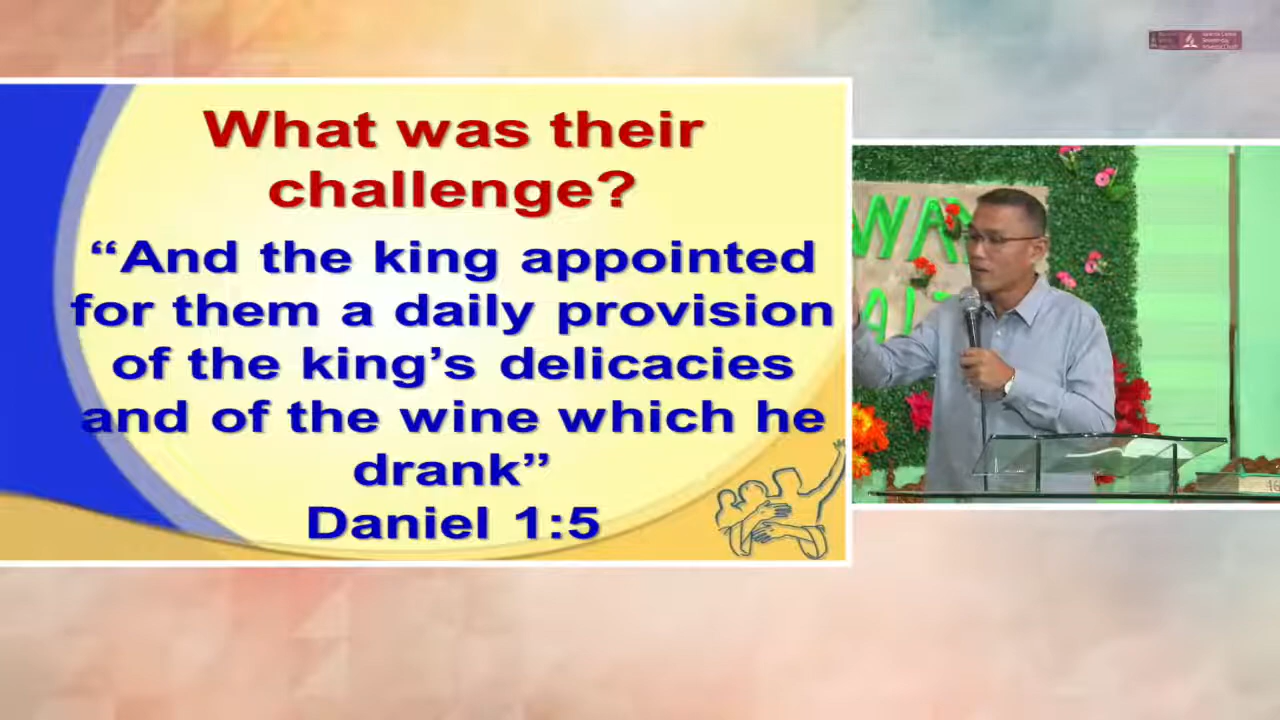 What was their
challenge?
“And the king appointed
for them a daily provision
of the king’s delicacies
and of the wine which he
drank”
Daniel 1:5
WAY